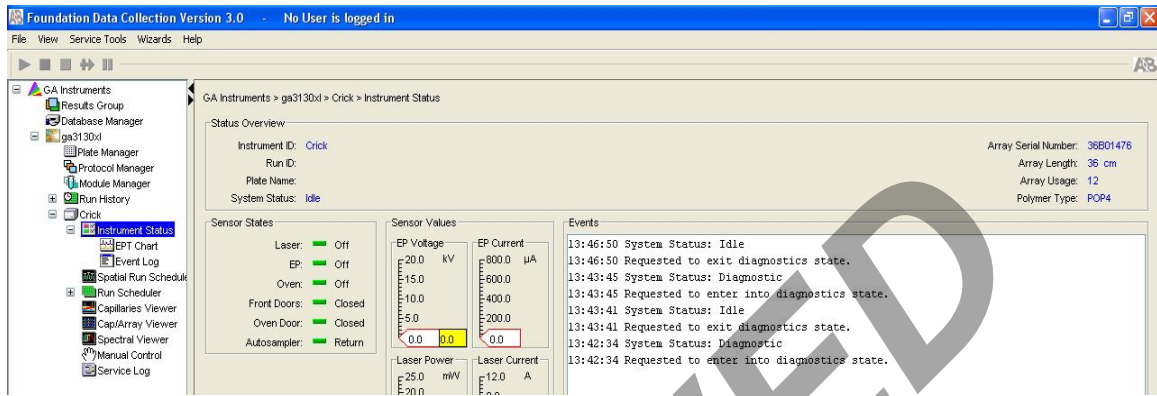 Foundation Data Collection Version 3.0 - No User is logged in
File View Service Tools Wizards Help
AB
GA Instruments
Results Group
Database Manager
ga3130xl
Plate Manager
Protocol Manager
Module Manager
Run History
Crick
Instrument Status
EPT Chart
Event Log
Spatial Run Schedule
Run Scheduler
Capillaries Viewer
Cap/Array Viewer
Spectral Viewer
Manual Control
Service Log
GA Instruments > ga3130xl > Crick > Instrument Status
Status Overview
Instrument ID: Crick
Run ID:
Plate Name:
System Status: Idle
Array Serial Number: 36B01476
Array Length: 36 cm
Array Usage: 12
Polymer Type: POP4
Sensor States
Laser: Off
EP: Off
Oven: Off
Front Doors: Closed
Oven Door: Closed
Autosampler: Return
Sensor Values
EP Voltage
20.0 kV
15.0
10.0
5.0
0.0 0.0
EP Current
800.0 µA
600.0
400.0
200.0
0.0
Laser Power
25.0 mW
20.0
Laser Current
12.0 A
Events
13:46:50 System Status: Idle
13:46:50 Requested to exit diagnostics state.
13:43:45 System Status: Diagnostic
13:43:45 Requested to enter into diagnostics state.
13:43:41 System Status: Idle
13:43:41 Requested to exit diagnostics state.
13:42:34 System Status: Diagnostic
13:42:34 Requested to enter into diagnostics state.